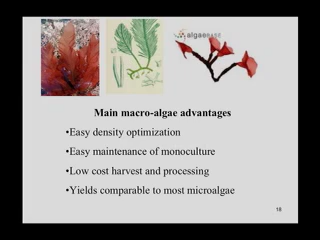 algaeBASE
Main macro-algae advantages
•Easy density optimization
•Easy maintenance of monoculture
•Low cost harvest and processing
•Yields comparable to most microalgae
18